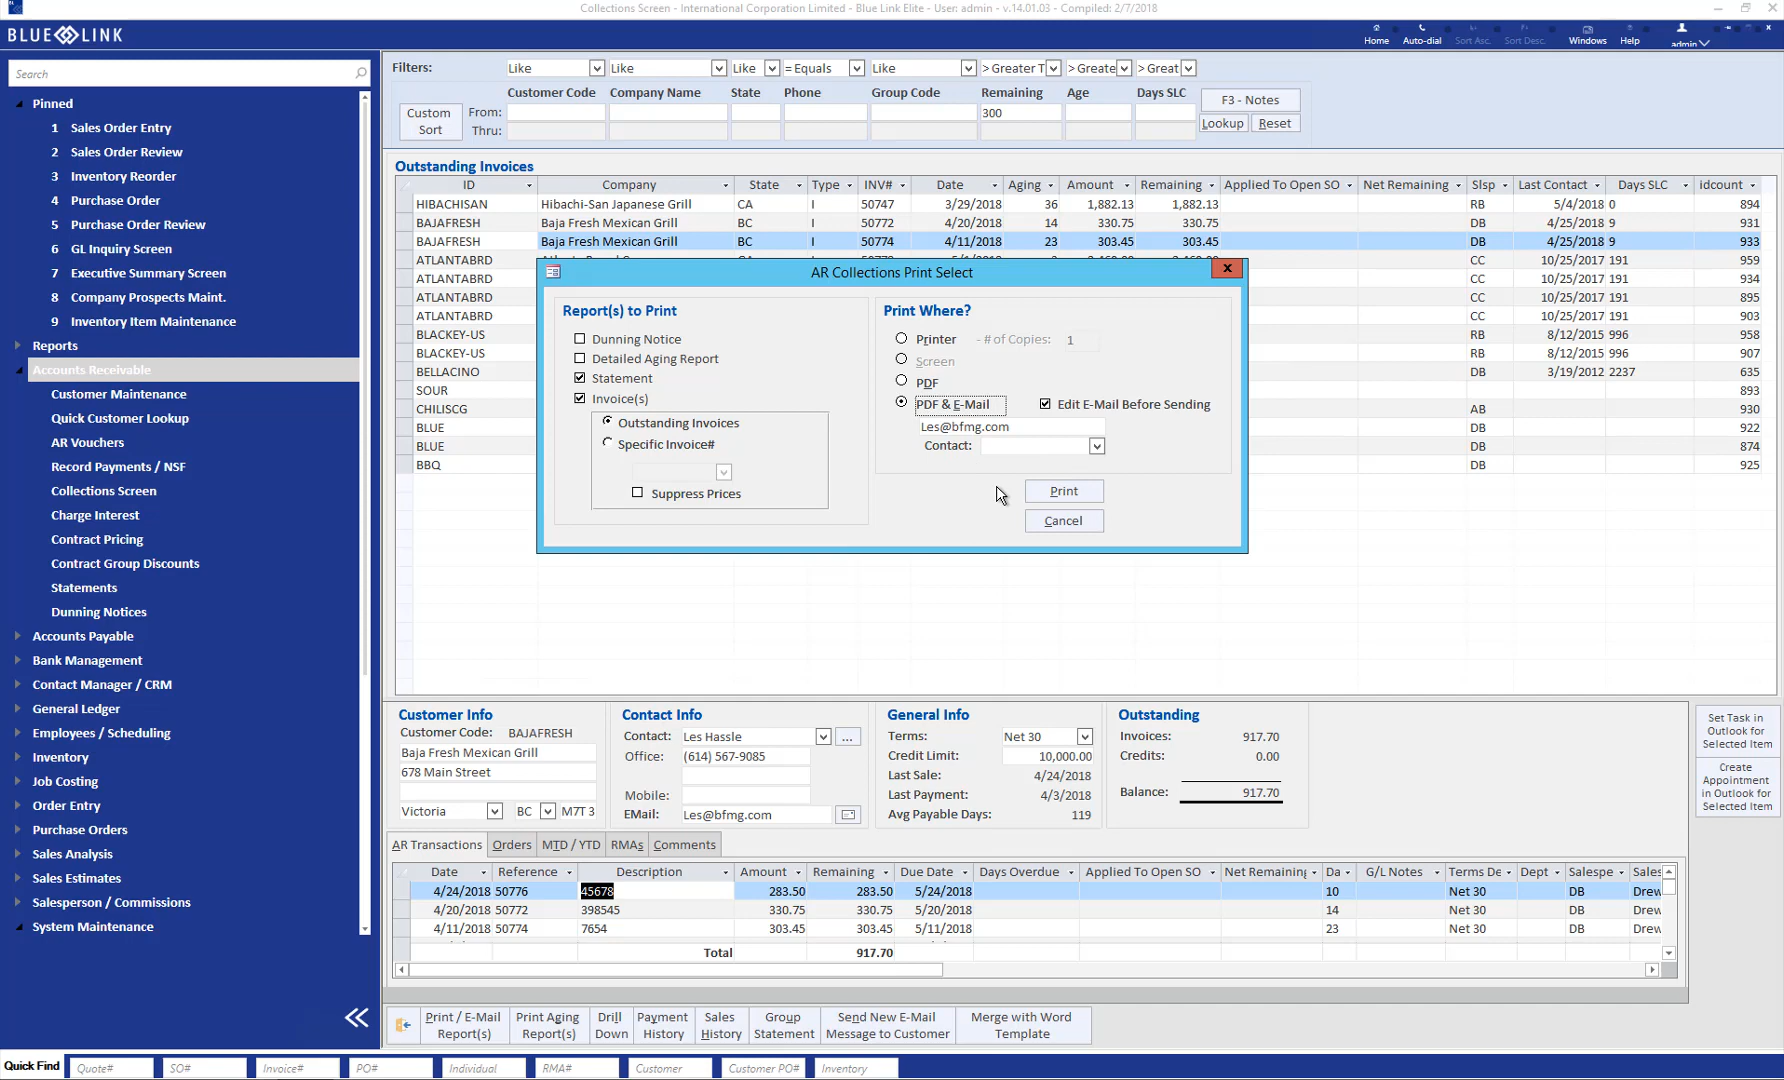 Collections Screen - International Corporation Limited - Blue Link Elite - User: admin - v.14.01.03 - Compiled: 2/7/2018
BLUE LINK
Home Auto-dial Sort Asc. Sort Desc. Windows Help admin
Search
Pinned
1 Sales Order Entry
2 Sales Order Review
3 Inventory Reorder
4 Purchase Order
5 Purchase Order Review
6 GL Inquiry Screen
7 Executive Summary Screen
8 Company Prospects Maint.
9 Inventory Item Maintenance
Reports
Accounts Receivable
Customer Maintenance
Quick Customer Lookup
AR Vouchers
Record Payments / NSF
Collections Screen
Charge Interest
Contract Pricing
Contract Group Discounts
Statements
Dunning Notices
Accounts Payable
Bank Management
Contact Manager / CRM
General Ledger
Employees / Scheduling
Inventory
Job Costing
Order Entry
Purchase Orders
Sales Analysis
Sales Estimates
Salesperson / Commissions
System Maintenance
Filters: Like Like Like = Equals Like > Greater T > Greate > Great
Customer Code Company Name State Phone Group Code Remaining Age Days SLC
Custom Sort
From: 300
Thru:
F3 - Notes
Lookup Reset
Outstanding Invoices
ID Company State Type INV# Date Aging Amount Remaining Applied To Open SO Net Remaining Slsp Last Contact Days SLC idcount
HIBACHISAN Hibachi-San Japanese Grill CA I 50747 3/29/2018 36 1,882.13 1,882.13 RB 5/4/2018 0 894
BAJAFRESH Baja Fresh Mexican Grill BC I 50772 4/20/2018 14 330.75 330.75 DB 4/25/2018 9 931
BAJAFRESH Baja Fresh Mexican Grill BC I 50774 4/11/2018 23 303.45 303.45 DB 4/25/2018 9 933
ATLANTABRD CC 10/25/2017 191 959
ATLANTABRD CC 10/25/2017 191 934
ATLANTABRD CC 10/25/2017 191 895
ATLANTABRD CC 10/25/2017 191 903
BLACKEY-US RB 8/12/2015 996 958
BLACKEY-US RB 8/12/2015 996 907
BELLACINO DB 3/19/2012 2237 635
SOUR 893
CHILISCG AB 930
BLUE DB 922
BLUE DB 874
BBQ DB 925
AR Collections Print Select
x
Report(s) to Print
Dunning Notice
Detailed Aging Report
Statement
Invoice(s)
Outstanding Invoices
Specific Invoice#
Suppress Prices
Print Where?
Printer - # of Copies: 1
Screen
PDF
PDF & E-Mail Edit E-Mail Before Sending
Les@bfmg.com
Contact:
Print
Cancel
Customer Info
Customer Code: BAJAFRESH
Baja Fresh Mexican Grill
678 Main Street
Victoria BC M7T 3
Contact Info
Contact: Les Hassle ...
Office: (614) 567-9085
Mobile:
EMail: Les@bfmg.com
General Info
Terms: Net 30
Credit Limit: 10,000.00
Last Sale: 4/24/2018
Last Payment: 4/3/2018
Avg Payable Days: 119
Outstanding
Invoices: 917.70
Credits: 0.00
Balance: 917.70
Set Task in
Outlook for
Selected Item
Create
Appointment
in Outlook for
Selected Item
AR Transactions Orders MTD / YTD RMAs Comments
Date Reference Description Amount Remaining Due Date Days Overdue Applied To Open SO Net Remaining Da G/L Notes Terms De Dept Salespe Sales
4/24/2018 50776 45678 283.50 283.50 5/24/2018 10 Net 30 DB Drew
4/20/2018 50772 398545 330.75 330.75 5/20/2018 14 Net 30 DB Drew
4/11/2018 50774 7654 303.45 303.45 5/11/2018 23 Net 30 DB Drew
Total 917.70
Print / E-Mail Report(s)
Print Aging Report(s)
Drill Down
Payment History
Sales History
Group Statement
Send New E-Mail Message to Customer
Merge with Word Template
Quick Find Quote# SO# Invoice# PO# Individual RMA# Customer Customer PO# Inventory